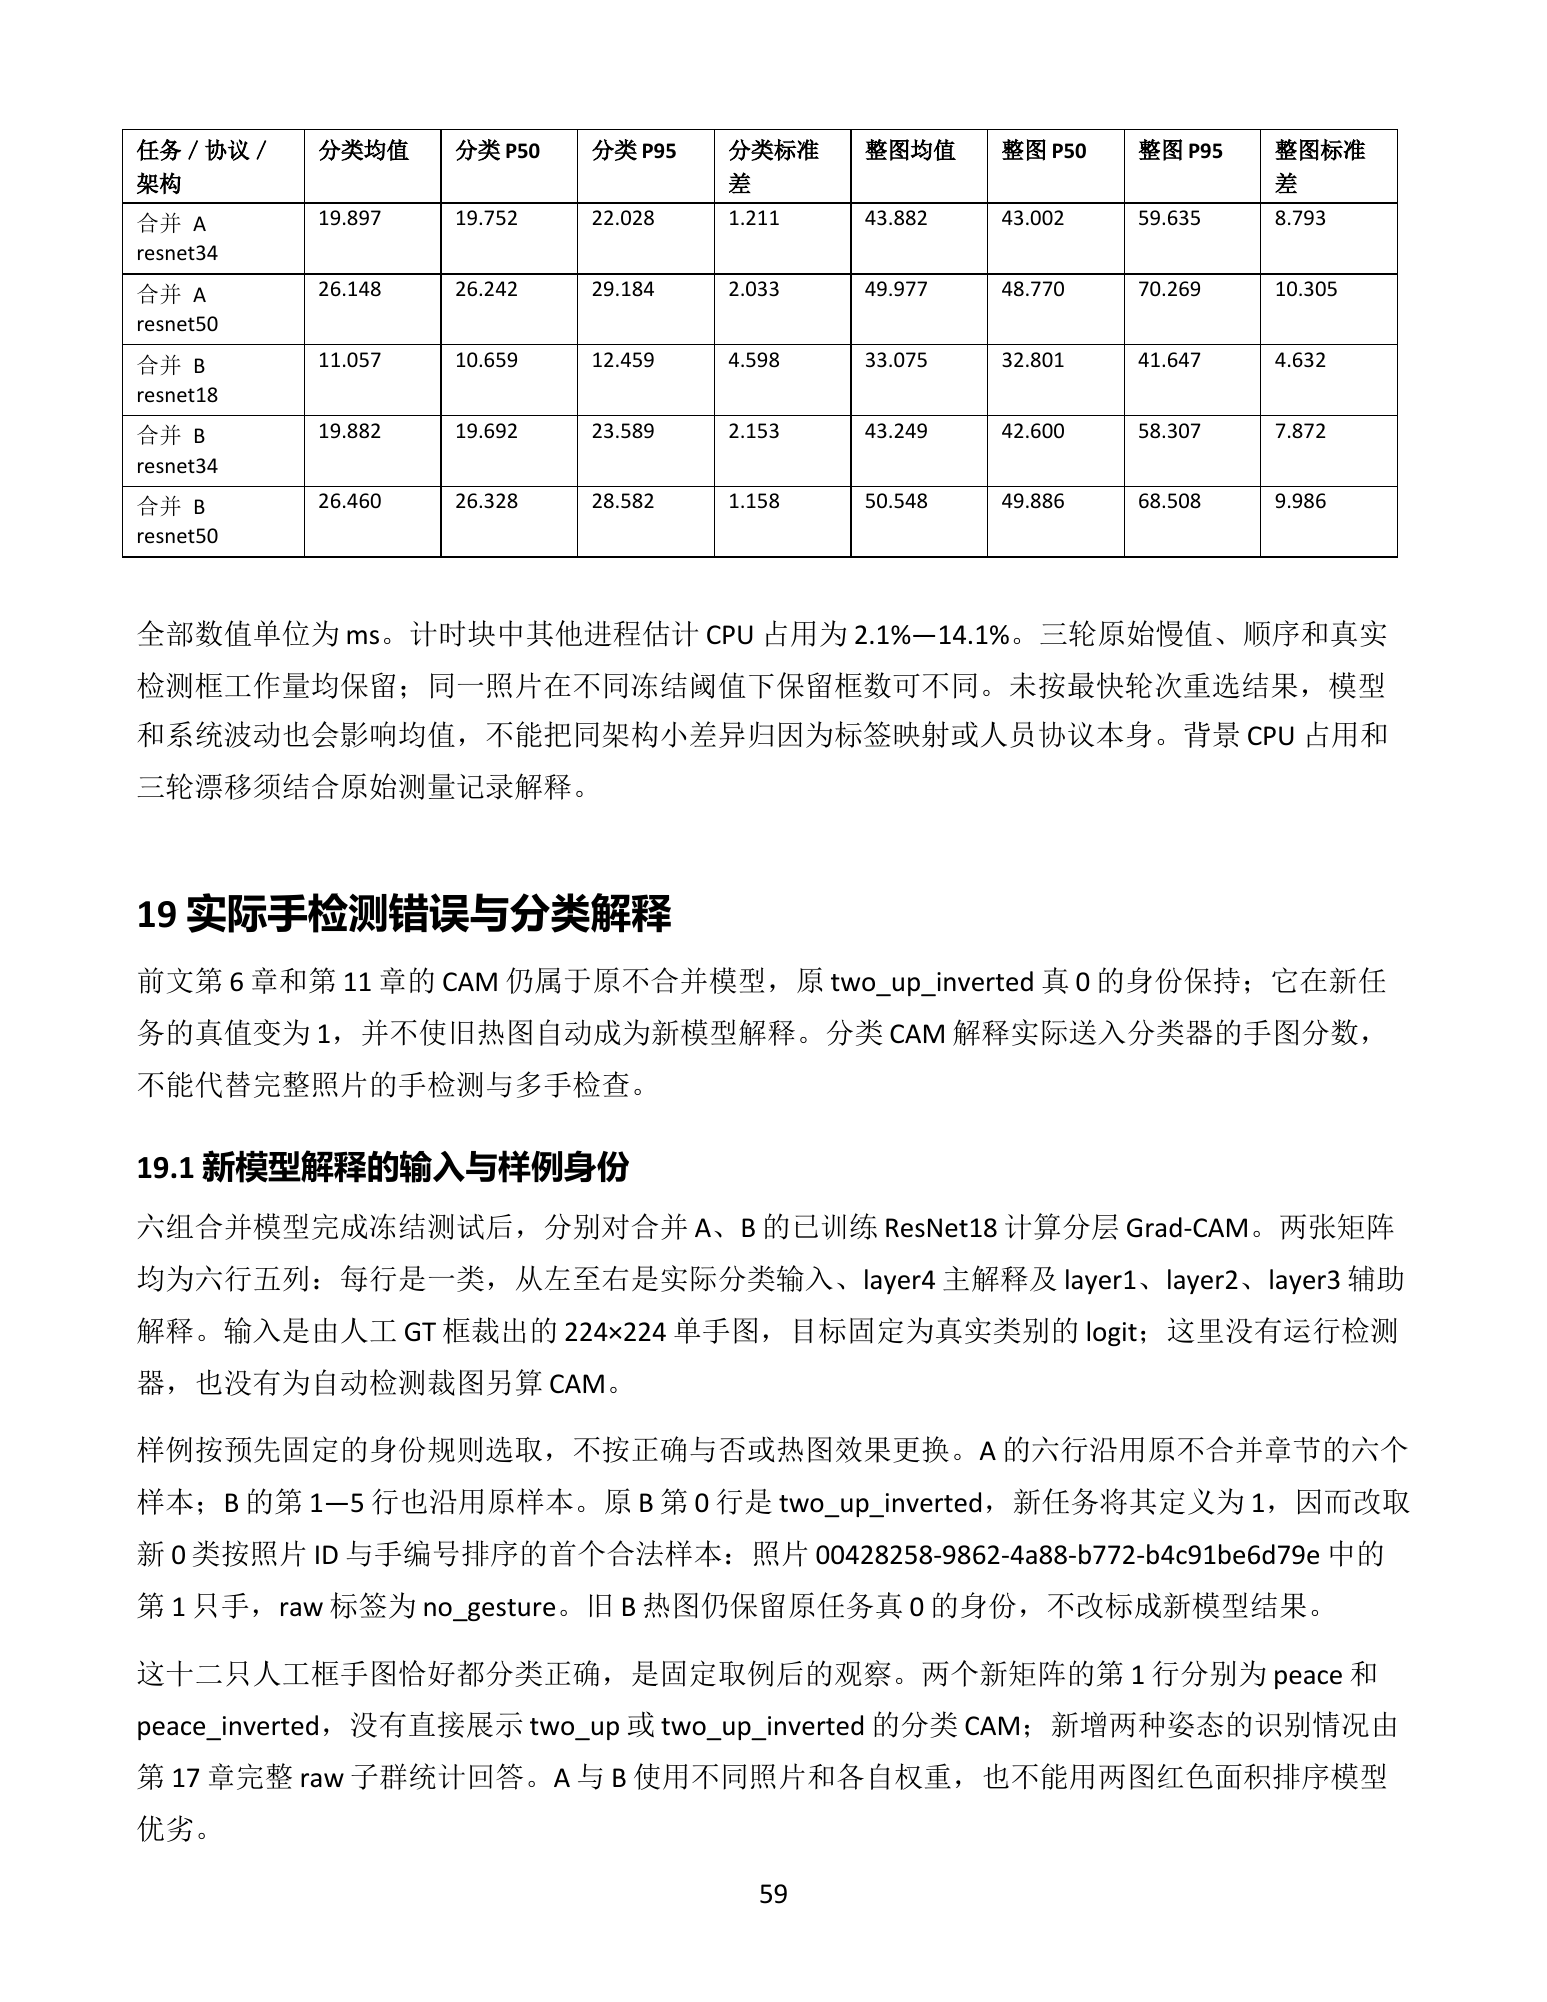 任务 / 协议 / 架构 分类均值 分类 P50 分类 P95 分类标准差 整图均值 整图 P50 整图 P95 整图标准差
合并 A resnet34 19.897 19.752 22.028 1.211 43.882 43.002 59.635 8.793
合并 A resnet50 26.148 26.242 29.184 2.033 49.977 48.770 70.269 10.305
合并 B resnet18 11.057 10.659 12.459 4.598 33.075 32.801 41.647 4.632
合并 B resnet34 19.882 19.692 23.589 2.153 43.249 42.600 58.307 7.872
合并 B resnet50 26.460 26.328 28.582 1.158 50.548 49.886 68.508 9.986
全部数值单位为 ms。计时块中其他进程估计 CPU 占用为 2.1%—14.1%。三轮原始慢值、顺序和真实
检测框工作量均保留；同一照片在不同冻结阈值下保留框数可不同。未按最快轮次重选结果，模型
和系统波动也会影响均值，不能把同架构小差异归因为标签映射或人员协议本身。背景 CPU 占用和
三轮漂移须结合原始测量记录解释。
19 实际手检测错误与分类解释
前文第 6 章和第 11 章的 CAM 仍属于原不合并模型，原 two_up_inverted 真 0 的身份保持；它在新任
务的真值变为 1，并不使旧热图自动成为新模型解释。分类 CAM 解释实际送入分类器的手图分数，
不能代替完整照片的手检测与多手检查。
19.1 新模型解释的输入与样例身份
六组合并模型完成冻结测试后，分别对合并 A、B 的已训练 ResNet18 计算分层 Grad-CAM。两张矩阵
均为六行五列：每行是一类，从左至右是实际分类输入、layer4 主解释及 layer1、layer2、layer3 辅助
解释。输入是由人工 GT 框裁出的 224×224 单手图，目标固定为真实类别的 logit；这里没有运行检测
器，也没有为自动检测裁图另算 CAM。
样例按预先固定的身份规则选取，不按正确与否或热图效果更换。A 的六行沿用原不合并章节的六个
样本；B 的第 1—5 行也沿用原样本。原 B 第 0 行是 two_up_inverted，新任务将其定义为 1，因而改取
新 0 类按照片 ID 与手编号排序的首个合法样本：照片 00428258-9862-4a88-b772-b4c91be6d79e 中的
第 1 只手，raw 标签为 no_gesture。旧 B 热图仍保留原任务真 0 的身份，不改标成新模型结果。
这十二只人工框手图恰好都分类正确，是固定取例后的观察。两个新矩阵的第 1 行分别为 peace 和
peace_inverted，没有直接展示 two_up 或 two_up_inverted 的分类 CAM；新增两种姿态的识别情况由
第 17 章完整 raw 子群统计回答。A 与 B 使用不同照片和各自权重，也不能用两图红色面积排序模型
优劣。
59